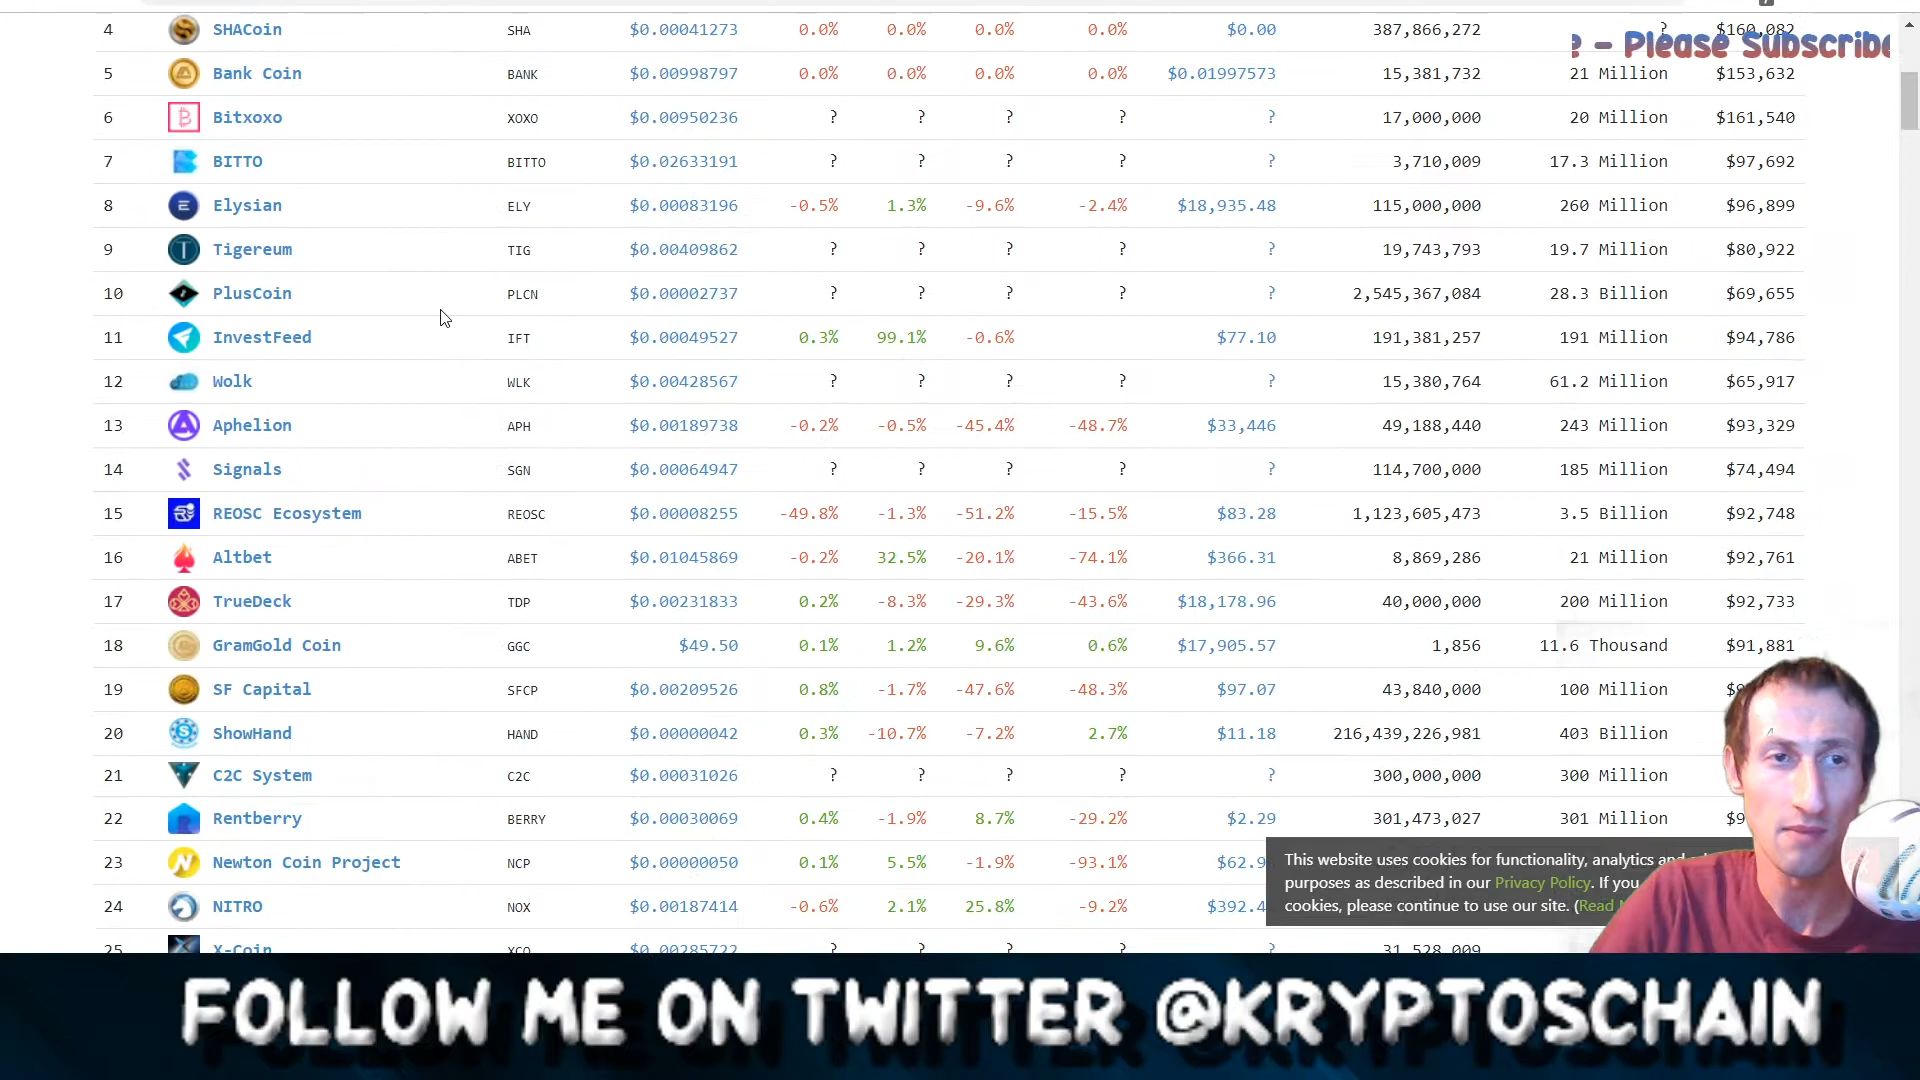 4 SHACoin SHA $0.00041273 0.0% 0.0% 0.0% 0.0% $0.00 387,866,272 ? $160,082
- Please Subscribe
5 Bank Coin BANK $0.00998797 0.0% 0.0% 0.0% 0.0% $0.01997573 15,381,732 21 Million $153,632
6 Bitxoxo XOXO $0.00950236 ? ? ? ? ? 17,000,000 20 Million $161,540
7 BITTO BITTO $0.02633191 ? ? ? ? ? 3,710,009 17.3 Million $97,692
8 Elysian ELY $0.00083196 -0.5% 1.3% -9.6% -2.4% $18,935.48 115,000,000 260 Million $96,899
9 Tigereum TIG $0.00409862 ? ? ? ? ? 19,743,793 19.7 Million $80,922
10 PlusCoin PLCN $0.00002737 ? ? ? ? ? 2,545,367,084 28.3 Billion $69,655
11 InvestFeed IFT $0.00049527 0.3% 99.1% -0.6% $77.10 191,381,257 191 Million $94,786
12 Wolk WLK $0.00428567 ? ? ? ? ? 15,380,764 61.2 Million $65,917
13 Aphelion APH $0.00189738 -0.2% -0.5% -45.4% -48.7% $33,446 49,188,440 243 Million $93,329
14 Signals SGN $0.00064947 ? ? ? ? ? 114,700,000 185 Million $74,494
15 REOSC Ecosystem REOSC $0.00008255 -49.8% -1.3% -51.2% -15.5% $83.28 1,123,605,473 3.5 Billion $92,748
16 Altbet ABET $0.01045869 -0.2% 32.5% -20.1% -74.1% $366.31 8,869,286 21 Million $92,761
17 TrueDeck TDP $0.00231833 0.2% -8.3% -29.3% -43.6% $18,178.96 40,000,000 200 Million $92,733
18 GramGold Coin GGC $49.50 0.1% 1.2% 9.6% 0.6% $17,905.57 1,856 11.6 Thousand $91,881
19 SF Capital SFCP $0.00209526 0.8% -1.7% -47.6% -48.3% $97.07 43,840,000 100 Million
20 ShowHand HAND $0.00000042 0.3% -10.7% -7.2% 2.7% $11.18 216,439,226,981 403 Billion
21 C2C System C2C $0.00031026 ? ? ? ? ? 300,000,000 300 Million
22 Rentberry BERRY $0.00030069 0.4% -1.9% 8.7% -29.2% $2.29 301,473,027 301 Million
23 Newton Coin Project NCP $0.00000050 0.1% 5.5% -1.9% -93.1% $62.9
24 NITRO NOX $0.00187414 -0.6% 2.1% 25.8% -9.2% $392.4
25 X-Coin XCO $0.00285722 ? ? ? ? ? 31,528,009
This website uses cookies for functionality, analytics and
purposes as described in our Privacy Policy. If you
cookies, please continue to use our site. (Read
FOLLOW ME ON TWITTER @KRYPTOSCHAIN